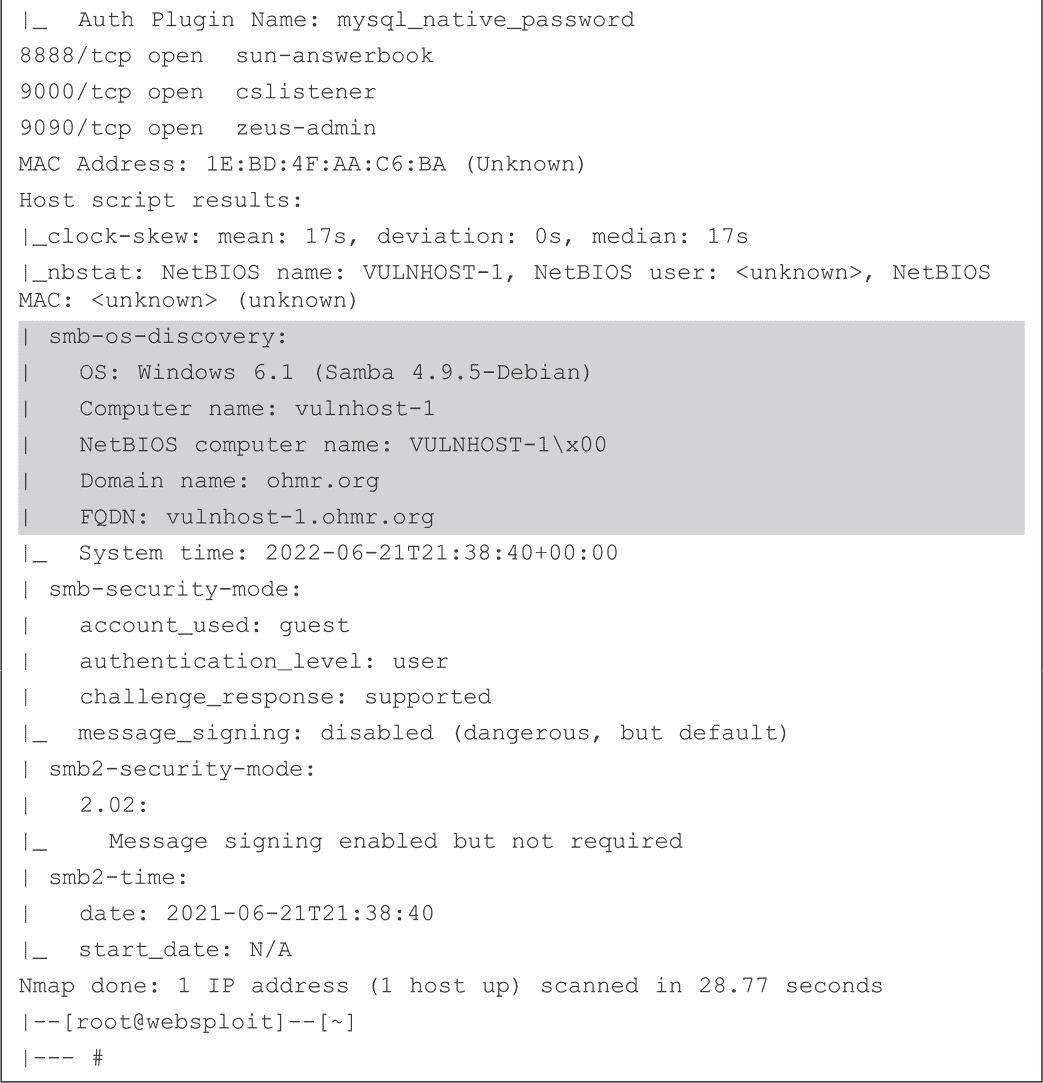 |_  Auth Plugin Name: mysql_native_password
8888/tcp open  sun-answerbook
9000/tcp open  cslistener
9090/tcp open  zeus-admin
MAC Address: 1E:BD:4F:AA:C6:BA (Unknown)
Host script results:
|_clock-skew: mean: 17s, deviation: 0s, median: 17s
|_nbstat: NetBIOS name: VULNHOST-1, NetBIOS user: <unknown>, NetBIOS
MAC: <unknown> (unknown)
| smb-os-discovery:
|   OS: Windows 6.1 (Samba 4.9.5-Debian)
|   Computer name: vulnhost-1
|   NetBIOS computer name: VULNHOST-1\x00
|   Domain name: ohmr.org
|   FQDN: vulnhost-1.ohmr.org
|_  System time: 2022-06-21T21:38:40+00:00
| smb-security-mode:
|   account_used: guest
|   authentication_level: user
|   challenge_response: supported
|_  message_signing: disabled (dangerous, but default)
| smb2-security-mode:
|   2.02:
|_    Message signing enabled but not required
| smb2-time:
|   date: 2021-06-21T21:38:40
|_  start_date: N/A
Nmap done: 1 IP address (1 host up) scanned in 28.77 seconds
|--[root@websploit]--[~]
|--- #